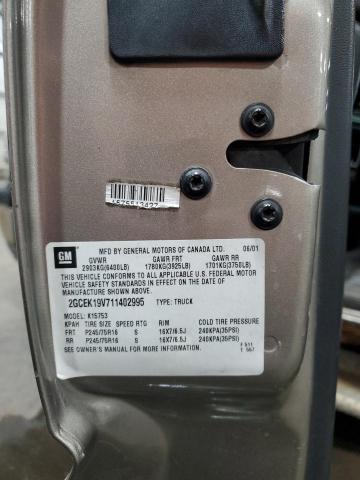 1575513427
GM
MFD BY GENERAL MOTORS OF CANADA LTD. 06/01
GVWR GAWR FRT GAWR RR
2903KG(6400LB) 1780KG(3925LB) 1701KG(3750LB)
THIS VEHICLE CONFORMS TO ALL APPLICABLE U.S. FEDERAL MOTOR
VEHICLE SAFETY STANDARDS IN EFFECT ON THE DATE OF
MANUFACTURE SHOWN ABOVE.
2GCEK19V711402995 TYPE: TRUCK
MODEL: K15753
KPAH TIRE SIZE SPEED RTG RIM COLD TIRE PRESSURE
FRT P245/75R16 S 16X7/6.5J 240KPA(35PSI)
RR P245/75R16 S 16X7/6.5J 240KPA(35PSI)
SEE OWNER'S MANUAL FOR MORE INFORMATION.
F 511
T 567